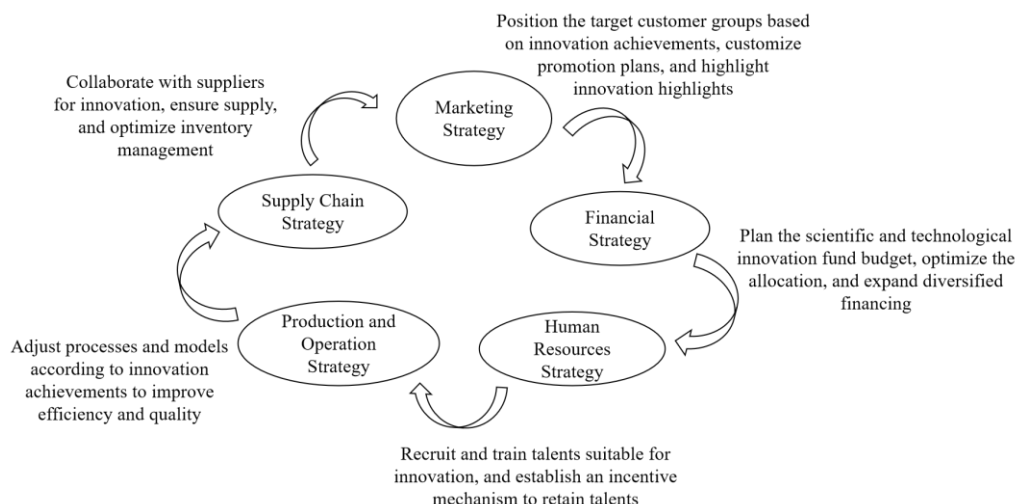 Position the target customer groups based
on innovation achievements, customize
promotion plans, and highlight
innovation highlights
Collaborate with suppliers
for innovation, ensure supply,
and optimize inventory
management
Marketing
Strategy
Supply Chain
Strategy
Financial
Strategy
Plan the scientific and technological
innovation fund budget, optimize the
allocation, and expand diversified
financing
Production and
Operation
Strategy
Human
Resources
Strategy
Adjust processes and models
according to innovation
achievements to improve
efficiency and quality
Recruit and train talents suitable for
innovation, and establish an incentive
mechanism to retain talents